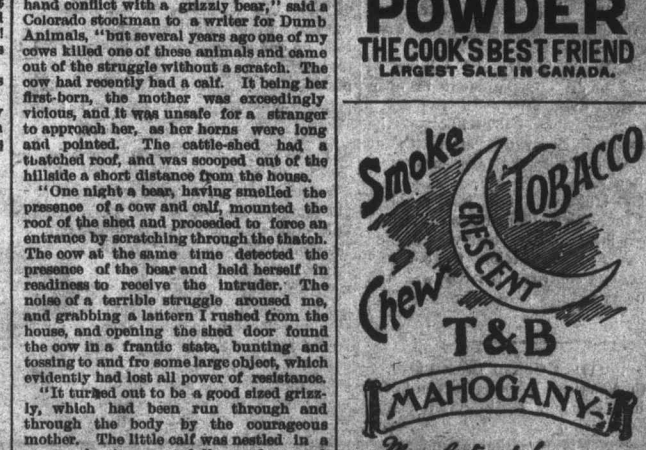 hand conflict with a grizzly bear," said a
Colorado stockman to a writer for Dumb
Animals, "but several years ago one of my
cows killed one of these animals and came
out of the struggle without a scratch. The
cow had recently had a calf. It being her
first-born, the mother was exceedingly
vicious, and it was unsafe for a stranger
to approach her, as her horns were long
and pointed. The cattle-shed had a
thatched roof, and was scooped out of the
hillside a short distance from the house.
"One night a bear, having smelled the
presence of a cow and calf, mounted the
roof of the shed and proceeded to force an
entrance by scratching through the thatch.
The cow at the same time detected the
presence of the bear and held herself in
readiness to receive the intruder. The
noise of a terrible struggle aroused me,
and grabbing a lantern I rushed from the
house, and opening the shed door found
the cow in a frantic state, bunting and
tossing to and fro some large object, which
evidently had lost all power of resistance.
"It turned out to be a good sized grizz-
ly, which had been run through and
through the body by the courageous
mother. The little calf was nestled in a
POWDER
THE COOK'S BEST FRIEND
LARGEST SALE IN CANADA.
Smoke
TOBACCO
CRESCENT
Chew
T & B
MAHOGANY